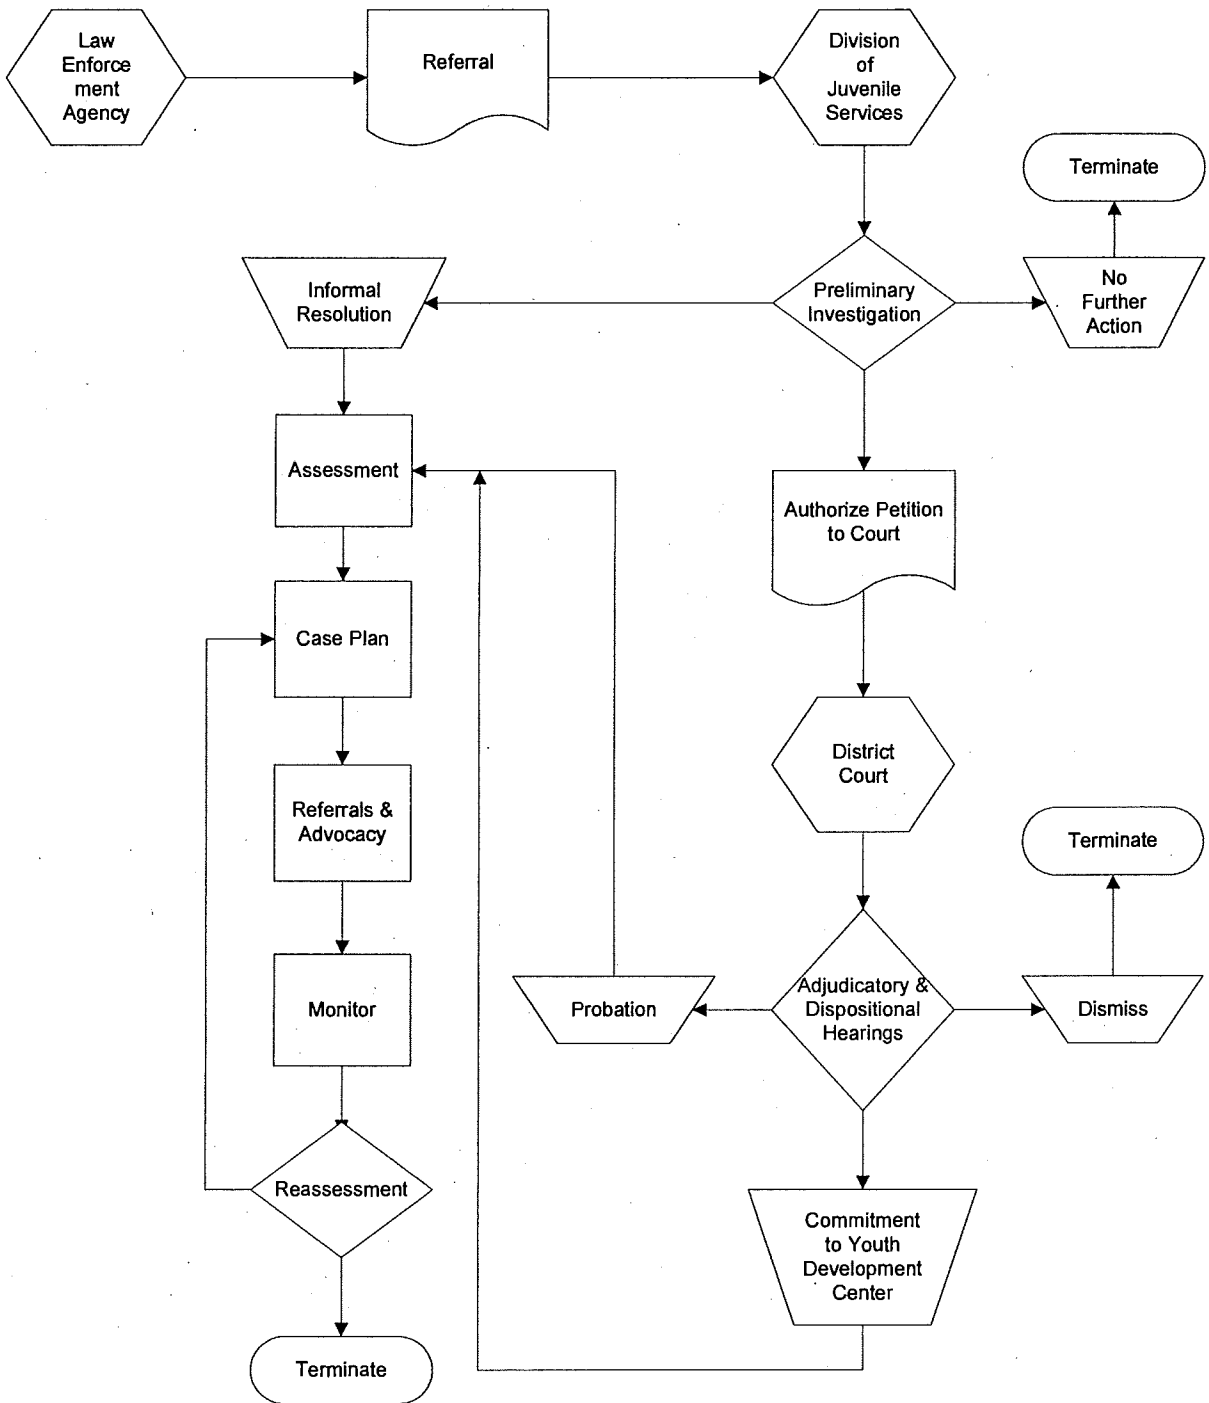 Law
Enforce
ment
Agency
Referral
Division
of
Juvenile
Services
Terminate
Informal
Resolution
Preliminary
Investigation
No
Further
Action
Assessment
Authorize Petition
to Court
Case Plan
District
Court
Referrals &
Advocacy
Terminate
Monitor
Probation
Adjudicatory &
Dispositional
Hearings
Dismiss
Reassessment
Commitment
to Youth
Development
Center
Terminate